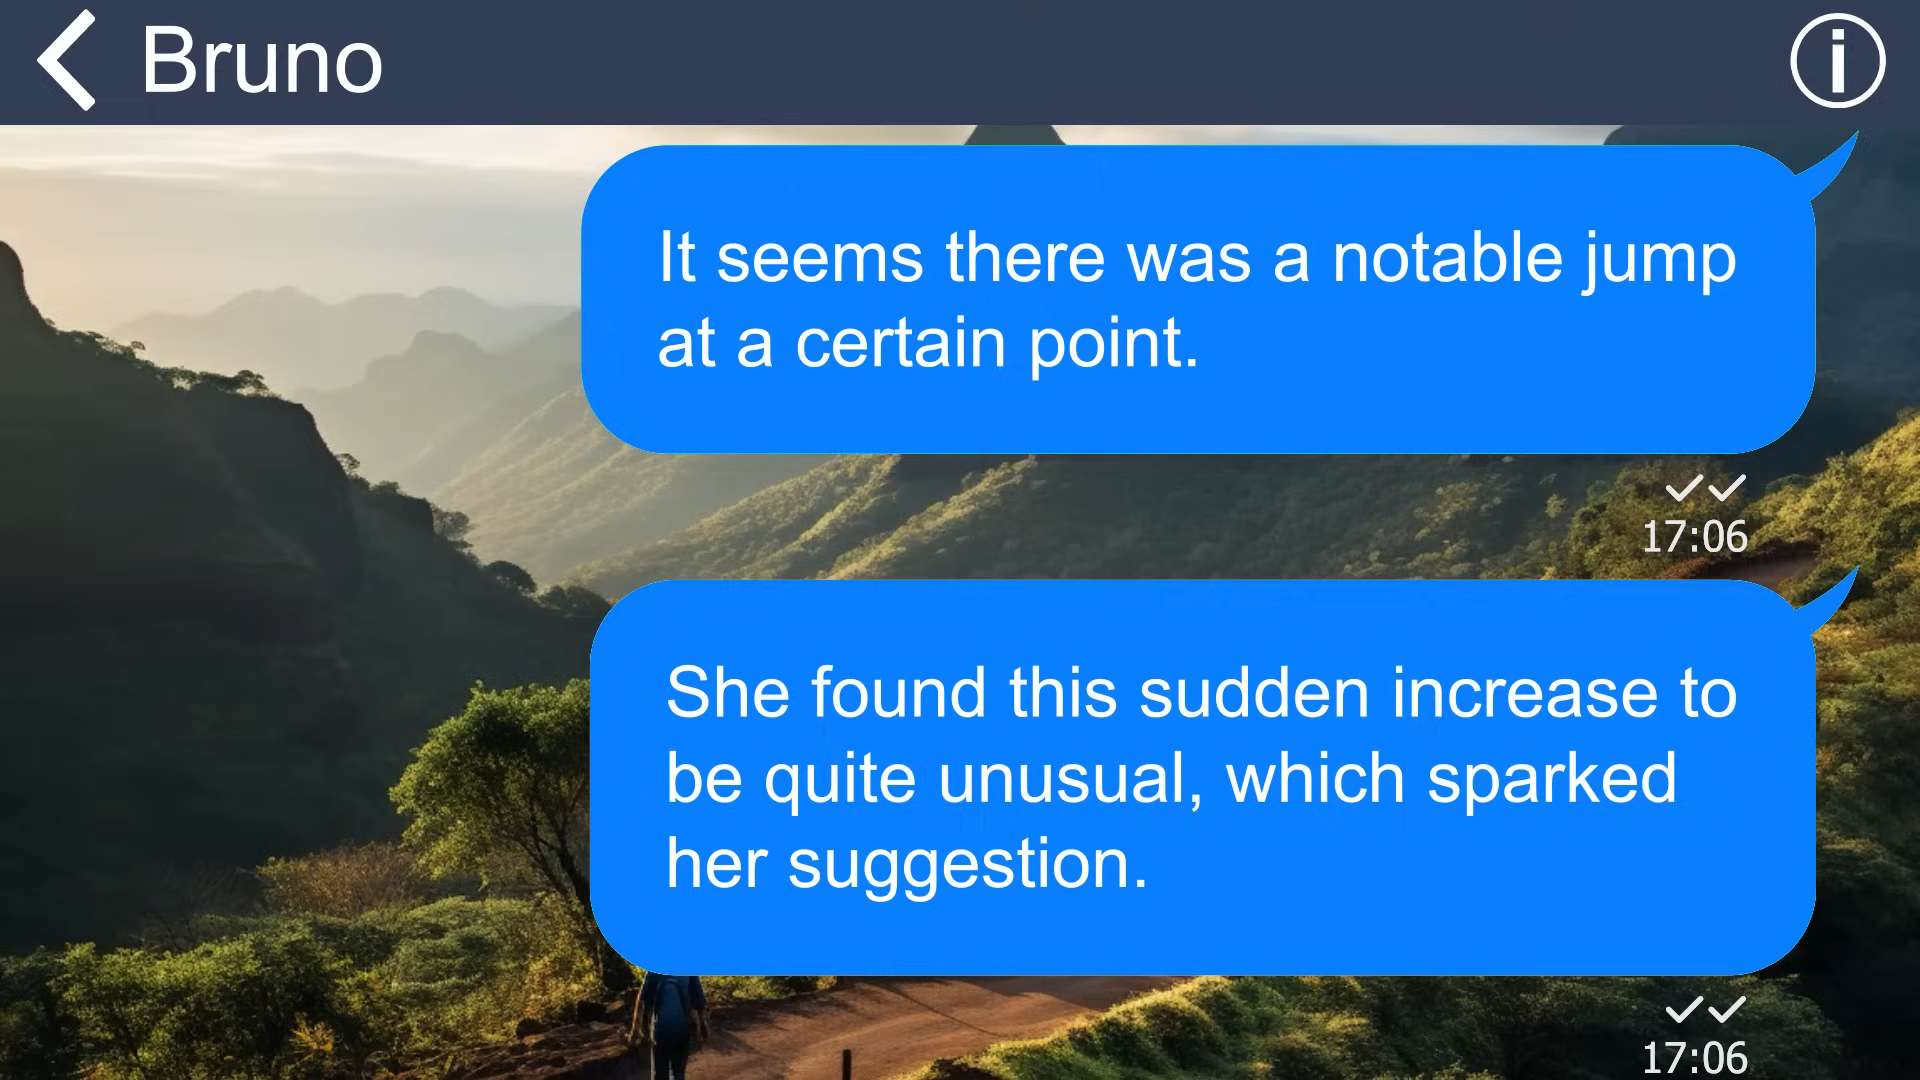 Bruno
It seems there was a notable jump
at a certain point.
17:06
She found this sudden increase to
be quite unusual, which sparked
her suggestion.
17:06